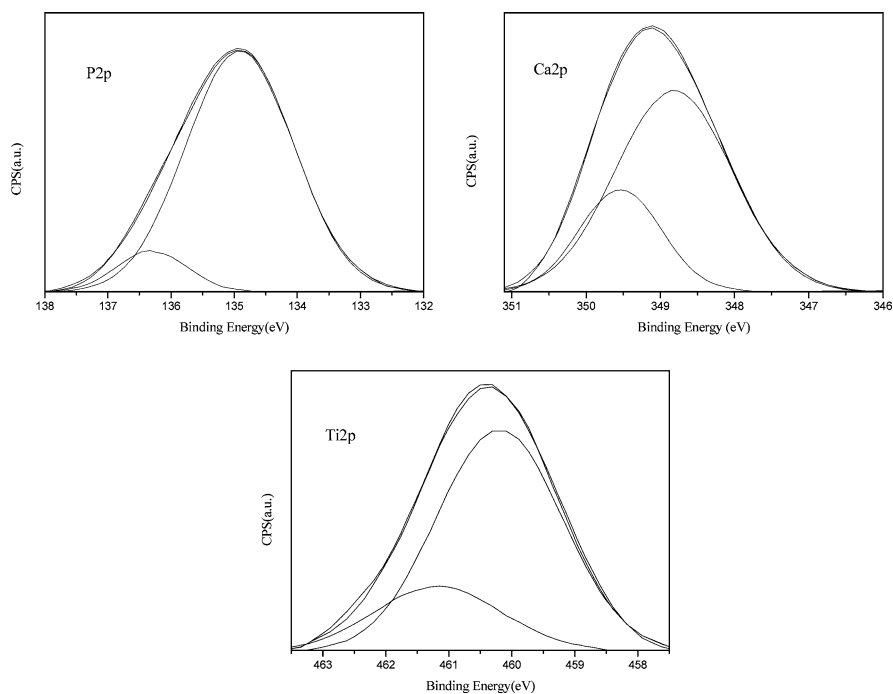 P2p
CPS(a.u.)
138 137 136 135 134 133 132
Binding Energy(eV)
Ca2p
CPS(a.u.)
351 350 349 348 347 346
Binding Energy (eV)
Ti2p
CPS(a.u.)
463 462 461 460 459 458
Binding Energy(eV)